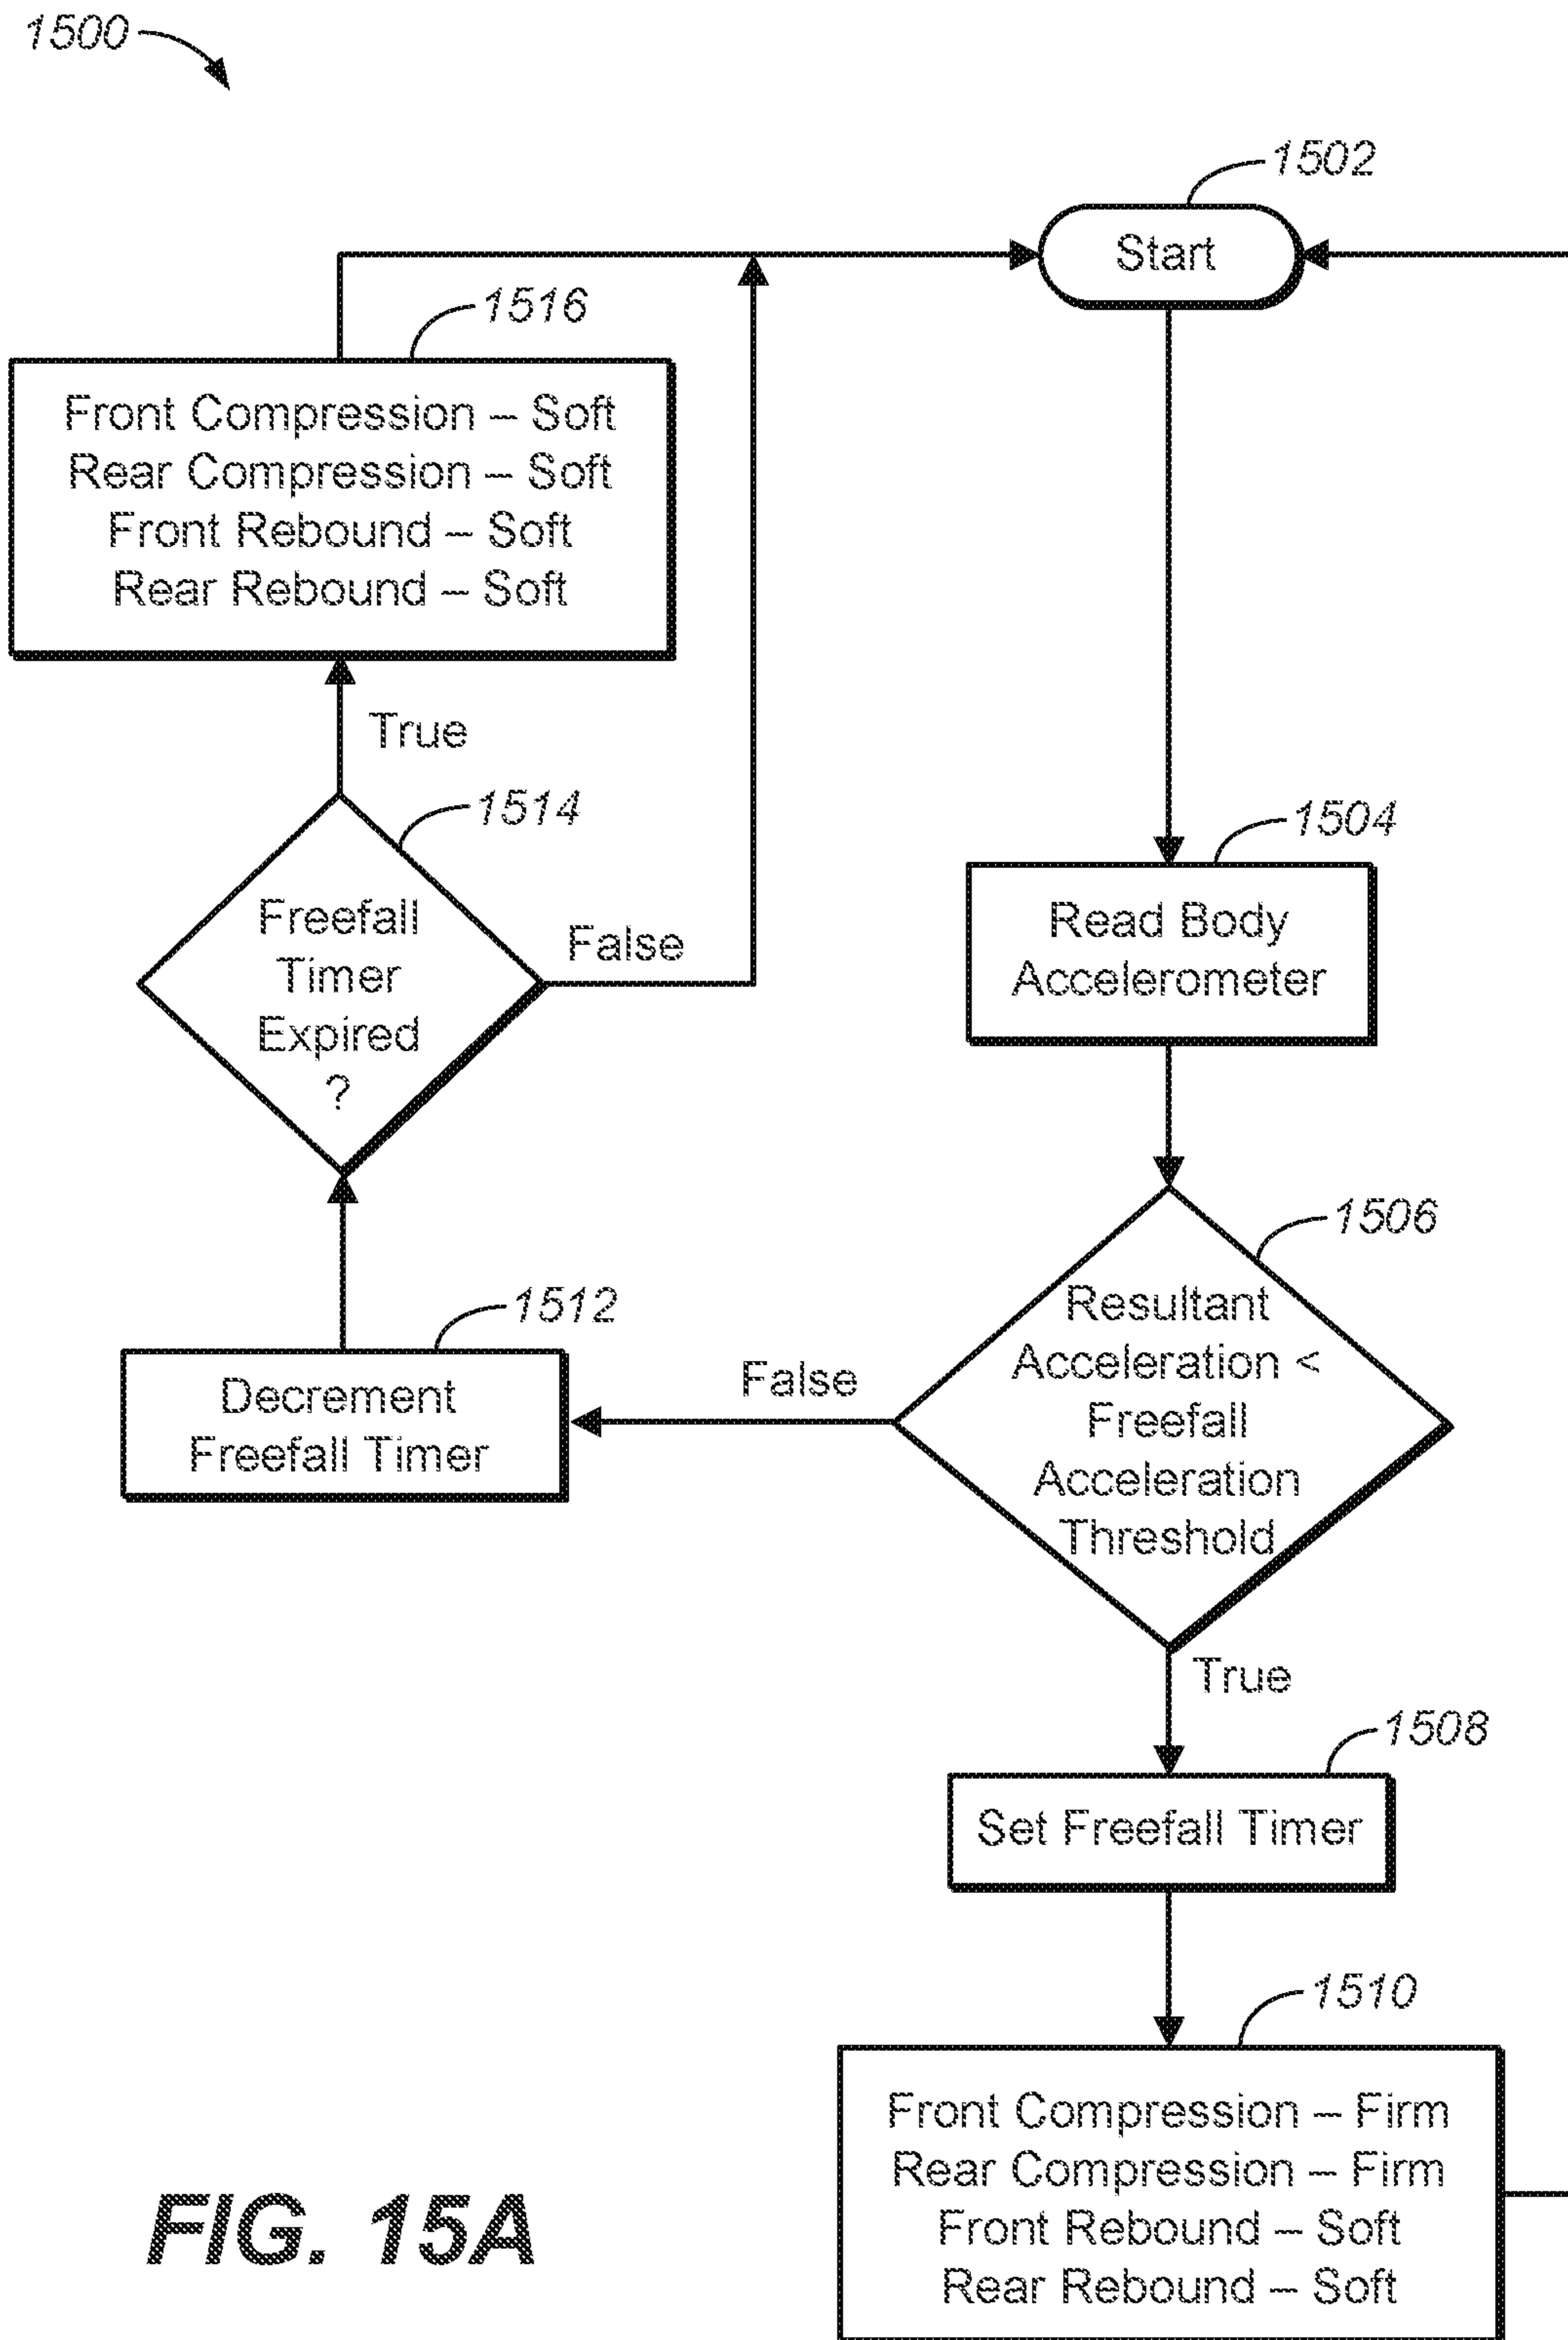 1500
1502
Start
1516
Front Compression – Soft
Rear Compression – Soft
Front Rebound – Soft
Rear Rebound – Soft
True
1514
Freefall
Timer
Expired
?
False
1504
Read Body
Accelerometer
1506
Resultant
Acceleration <
Freefall
Acceleration
Threshold
1512
Decrement
Freefall Timer
False
True
1508
Set Freefall Timer
1510
Front Compression – Firm
Rear Compression – Firm
Front Rebound – Soft
Rear Rebound – Soft
FIG. 15A